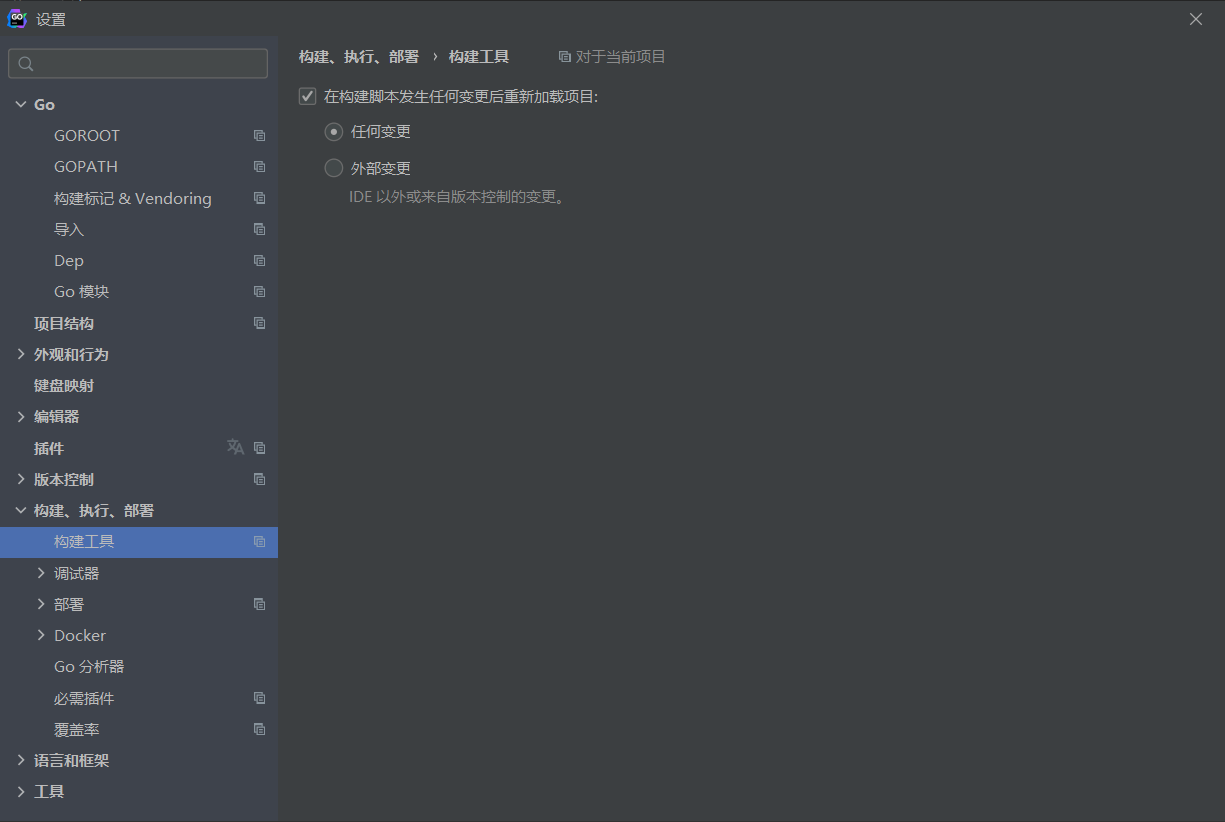 设置
Go
GOROOT
GOPATH
构建标记 & Vendoring
导入
Dep
Go 模块
项目结构
外观和行为
键盘映射
编辑器
插件
版本控制
构建、执行、部署
构建工具
调试器
部署
Docker
Go 分析器
必需插件
覆盖率
语言和框架
工具
构建、执行、部署 › 构建工具 对于当前项目
在构建脚本发生任何变更后重新加载项目:
任何变更
外部变更
IDE 以外或来自版本控制的变更。